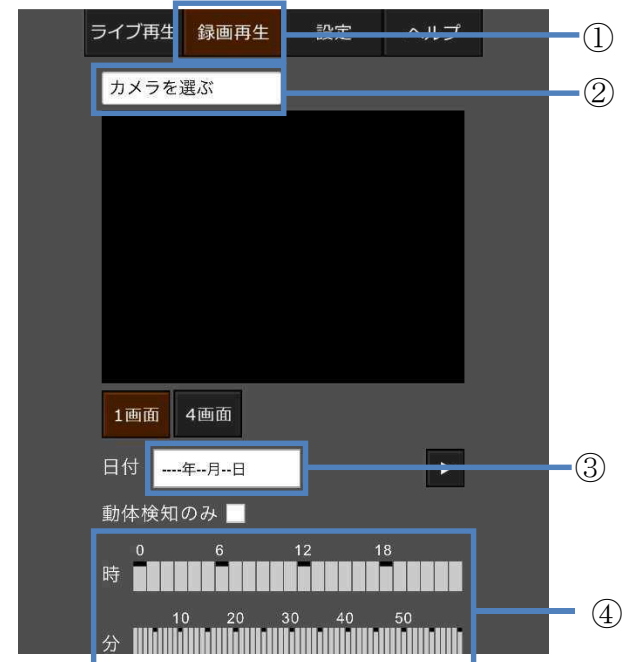 ライブ再生 録画再生 設定 ヘルプ ①
カメラを選ぶ ②
1画面 4画面
日付 ----年--月--日 ③
動体検知のみ
0 6 12 18
時
④
10 20 30 40 50
分